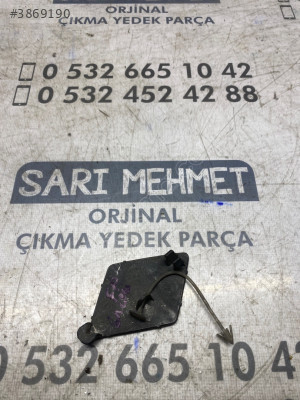 #3869190
ORJİNAL
ÇIKMA YEDEK PARÇA
0 532 665 10 42
0 532 452 42 88
SARI MEHMET
ORJİNAL
ÇIKMA YEDEK PARÇA
0 532 665 10 42